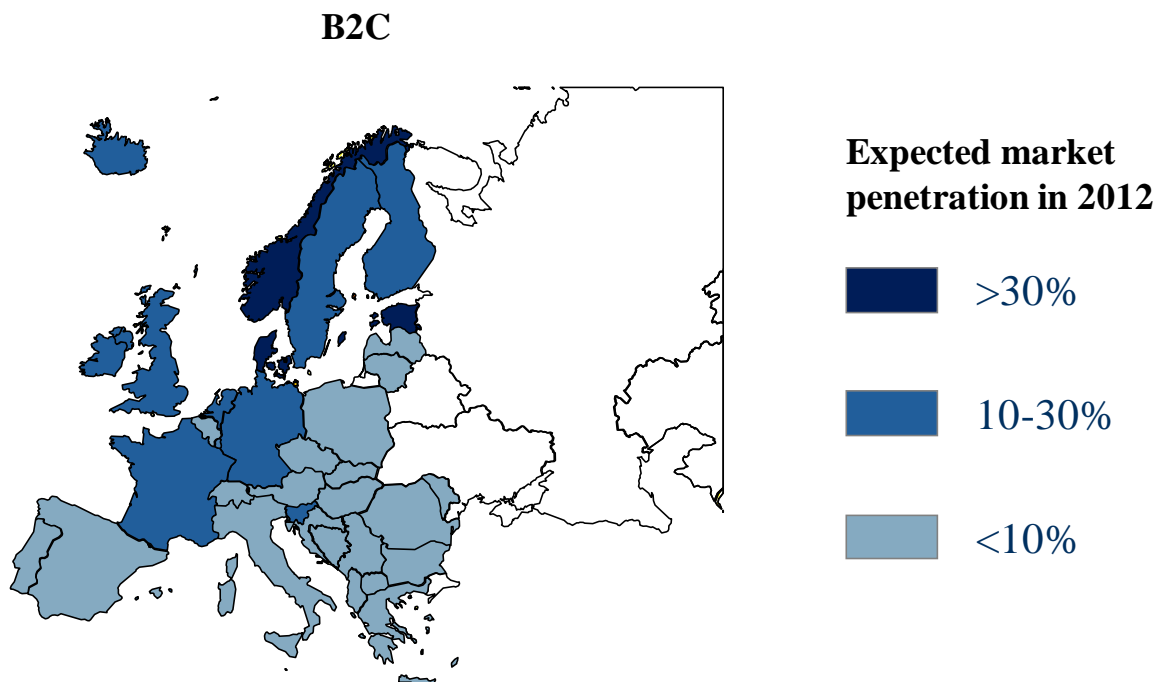 B2C
Expected market
penetration in 2012
>30%
10-30%
<10%